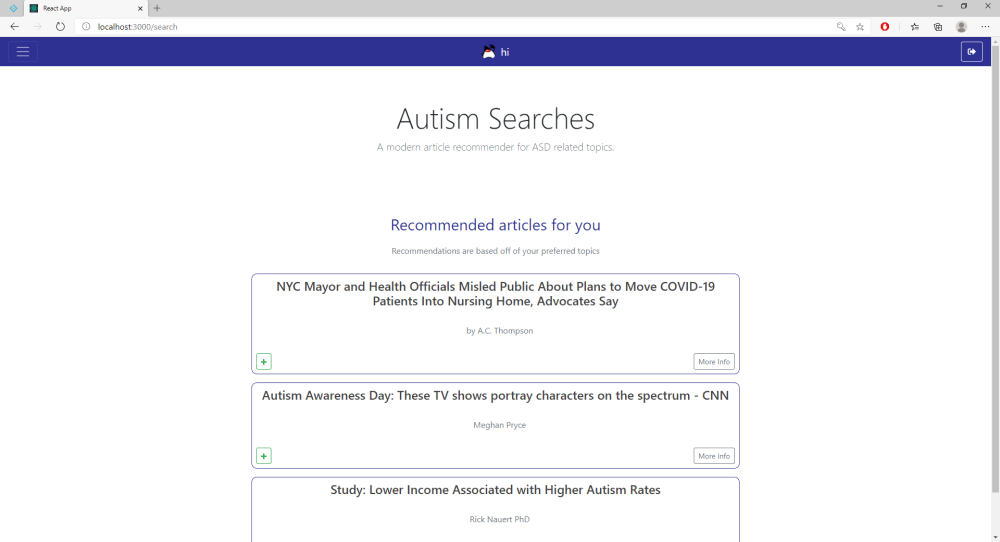 React App
localhost:3000/search
hi
Autism Searches
A modern article recommender for ASD related topics.
Recommended articles for you
Recommendations are based off of your preferred topics
NYC Mayor and Health Officials Misled Public About Plans to Move COVID-19
Patients Into Nursing Home, Advocates Say
by A.C. Thompson
+
More Info
Autism Awareness Day: These TV shows portray characters on the spectrum - CNN
Meghan Pryce
+
More Info
Study: Lower Income Associated with Higher Autism Rates
Rick Nauert PhD